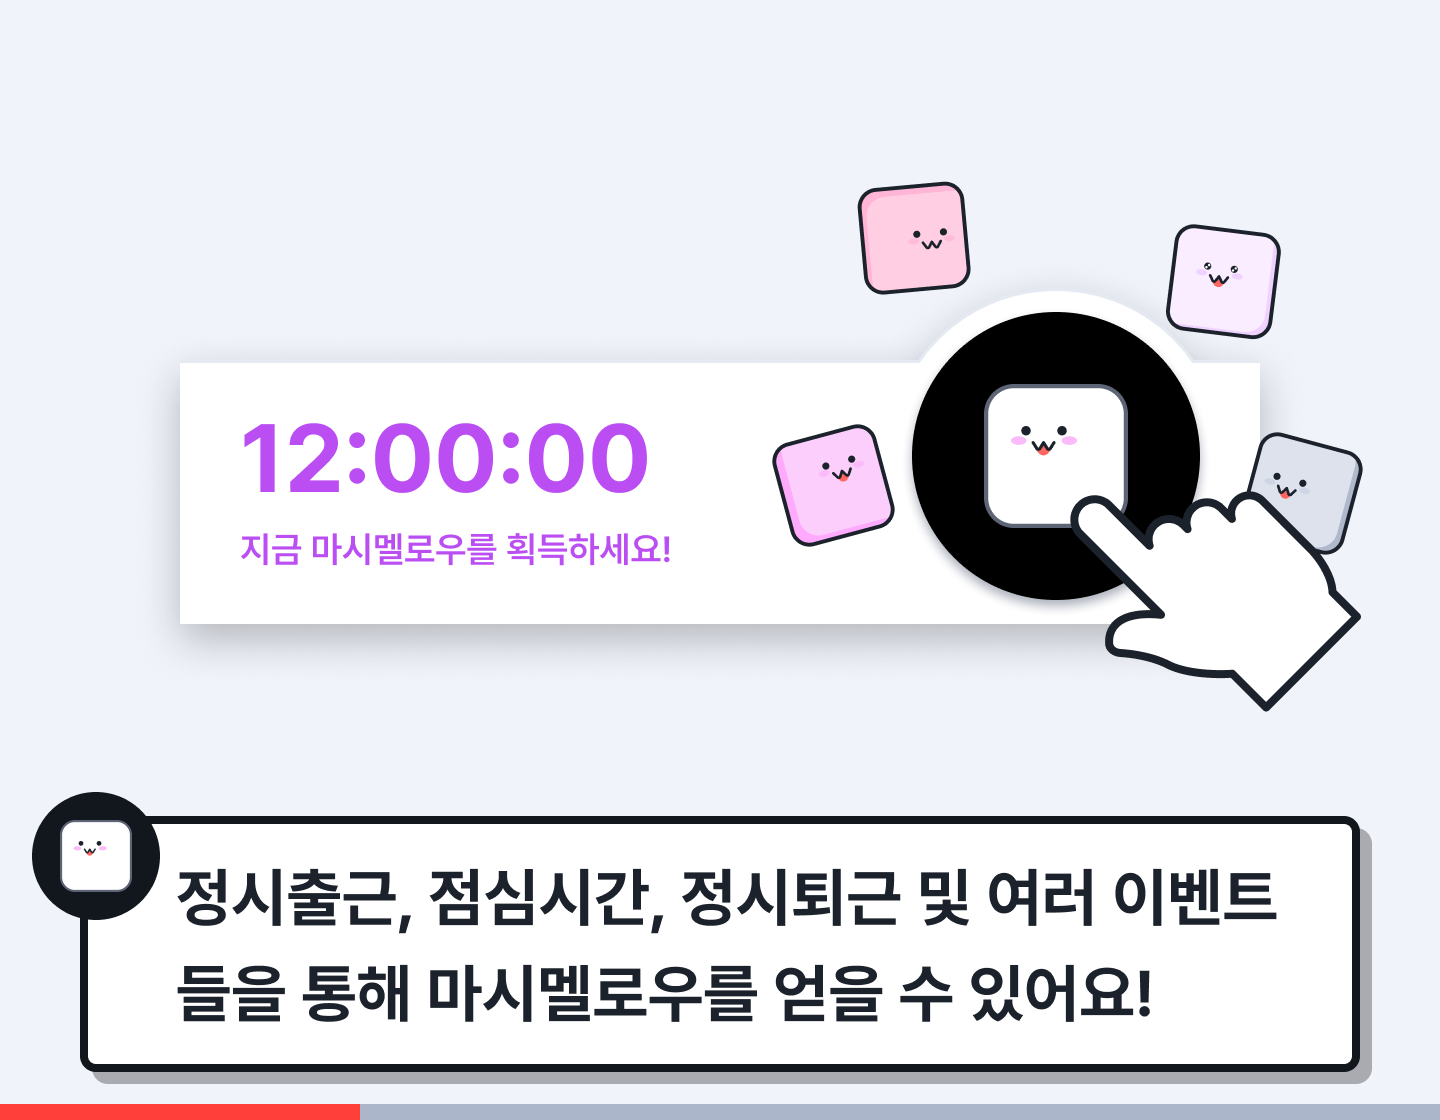 12:00:00
지금 마시멜로우를 획득하세요!
정시출근, 점심시간, 정시퇴근 및 여러 이벤트
들을 통해 마시멜로우를 얻을 수 있어요!